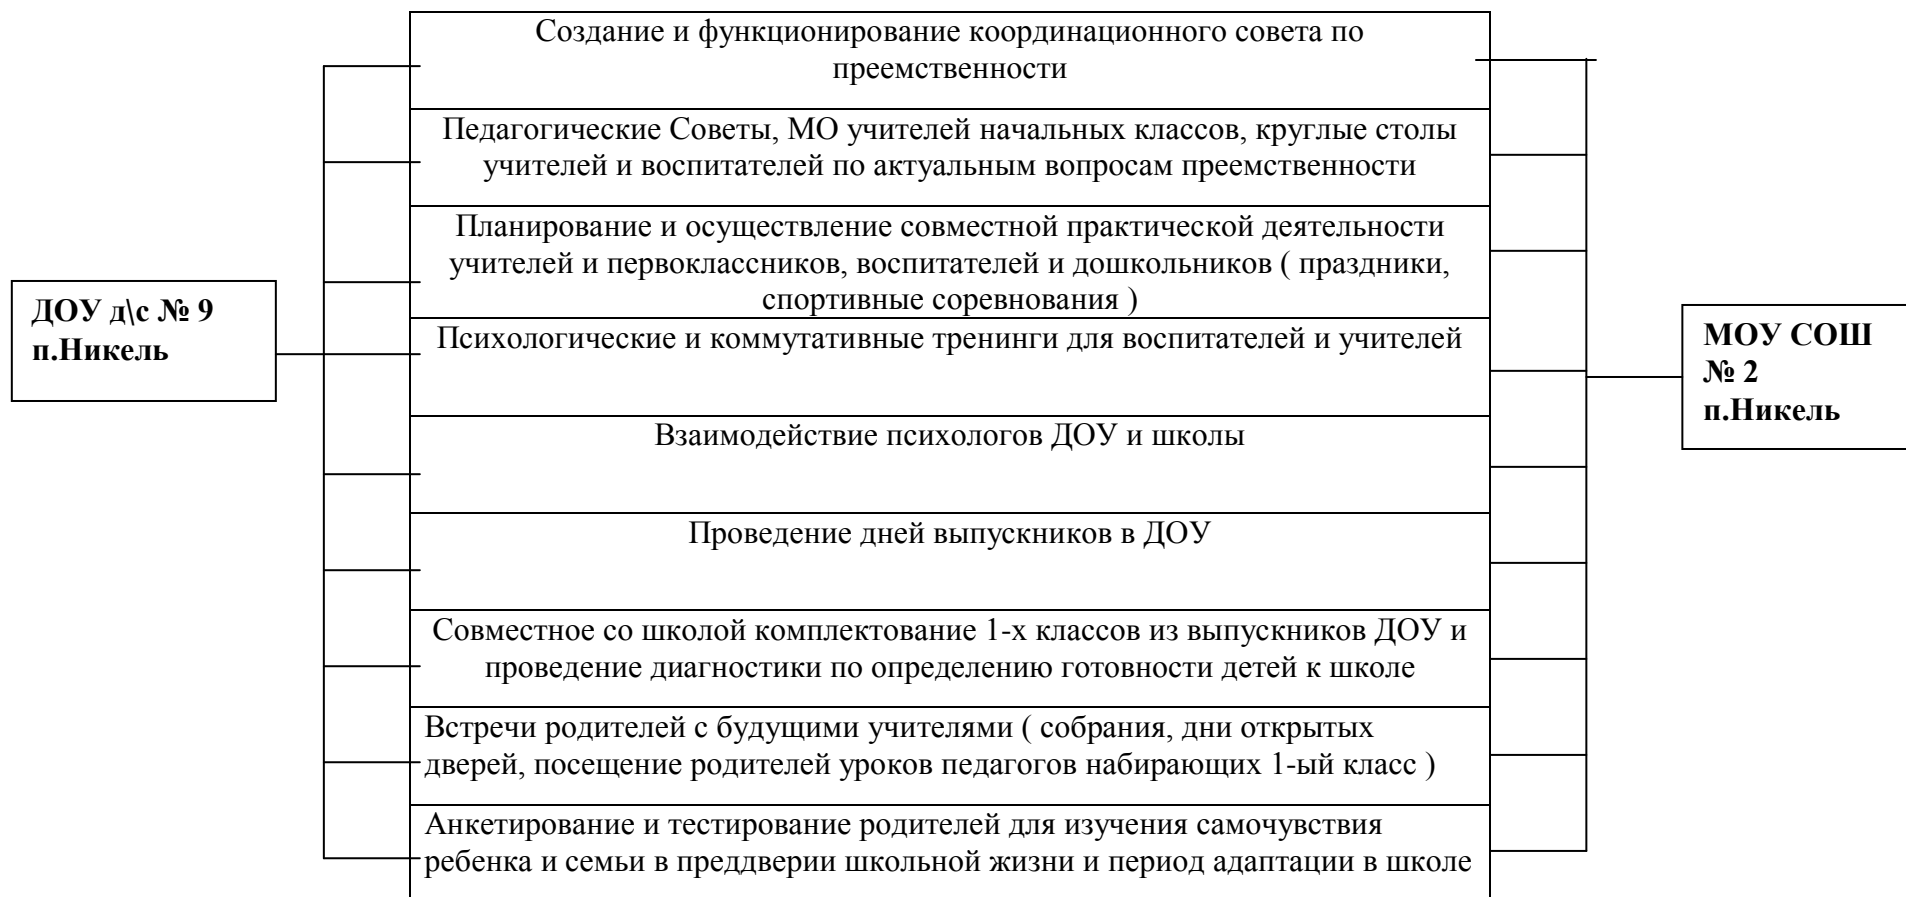 Создание и функционирование координационного совета по
преемственности
Педагогические Советы, МО учителей начальных классов, круглые столы
учителей и воспитателей по актуальным вопросам преемственности
Планирование и осуществление совместной практической деятельности
учителей и первоклассников, воспитателей и дошкольников ( праздники,
спортивные соревнования )
ДОУ д\с № 9
п.Никель
Психологические и коммутативные тренинги для воспитателей и учителей
МОУ СОШ
№ 2
п.Никель
Взаимодействие психологов ДОУ и школы
Проведение дней выпускников в ДОУ
Совместное со школой комплектование 1-х классов из выпускников ДОУ и
проведение диагностики по определению готовности детей к школе
Встречи родителей с будущими учителями ( собрания, дни открытых
дверей, посещение родителей уроков педагогов набирающих 1-ый класс )
Анкетирование и тестирование родителей для изучения самочувствия
ребенка и семьи в преддверии школьной жизни и период адаптации в школе